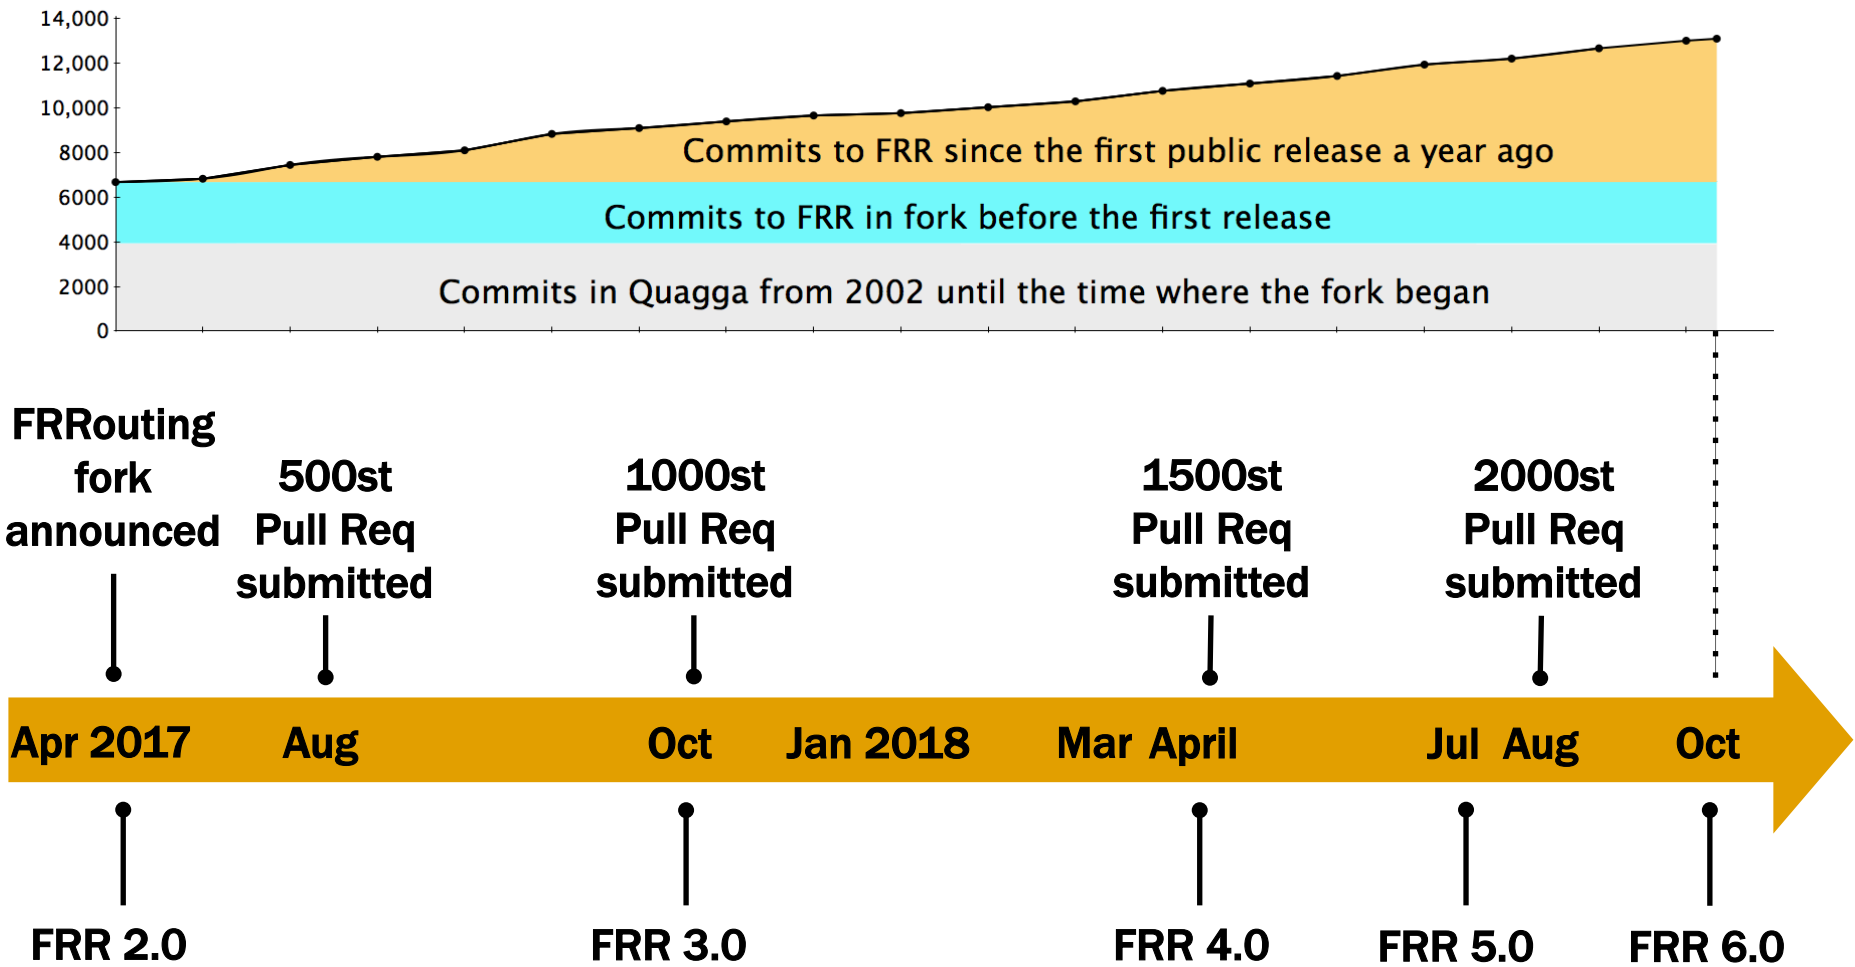 14,000
12,000
10,000
8000
6000
4000
2000
0
Commits to FRR since the first public release a year ago
Commits to FRR in fork before the first release
Commits in Quagga from 2002 until the time where the fork began
FRRouting
fork
announced
500st
Pull Req
submitted
1000st
Pull Req
submitted
1500st
Pull Req
submitted
2000st
Pull Req
submitted
Apr 2017 Aug Oct Jan 2018 Mar April Jul Aug Oct
FRR 2.0 FRR 3.0 FRR 4.0 FRR 5.0 FRR 6.0